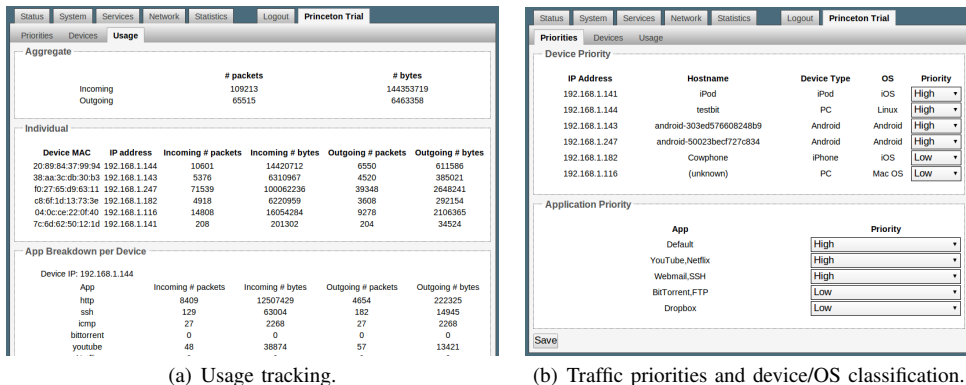 Status System Services Network Statistics Logout Princeton Trial
Priorities Devices Usage
Aggregate
# packets # bytes
Incoming 109213 144353719
Outgoing 65515 6463358
Individual
Device MAC IP address Incoming # packets Incoming # bytes Outgoing # packets Outgoing # bytes
20:89:84:37:99:94 192.168.1.144 10601 14420712 6550 611586
38:aa:3c:db:30:b3 192.168.1.143 5376 6310967 4520 385021
f0:27:65:d9:63:11 192.168.1.247 71539 100062236 39348 2648241
c8:6f:1d:13:73:3e 192.168.1.182 4918 6220959 3608 292154
04:0c:ce:22:0f:40 192.168.1.116 14808 16054284 9278 2106365
7c:6d:62:50:12:1d 192.168.1.141 208 201302 204 34524
App Breakdown per Device
Device IP: 192.168.1.144
App Incoming # packets Incoming # bytes Outgoing # packets Outgoing # bytes
http 8409 12507429 4654 222325
ssh 129 63004 182 14945
icmp 27 2268 27 2268
bittorrent 0 0 0 0
youtube 48 38874 57 13421
(a) Usage tracking.
Status System Services Network Statistics Logout Princeton Trial
Priorities Devices Usage
Device Priority
IP Address Hostname Device Type OS Priority
192.168.1.141 iPod iPod iOS High
192.168.1.144 testbit PC Linux High
192.168.1.143 android-303ed576608248b9 Android Android High
192.168.1.247 android-50023becf727c834 Android Android High
192.168.1.182 Cowphone iPhone iOS Low
192.168.1.116 (unknown) PC Mac OS Low
Application Priority
App Priority
Default High
YouTube,Netflix High
Webmail,SSH High
BitTorrent,FTP Low
Dropbox Low
Save
(b) Traffic priorities and device/OS classification.